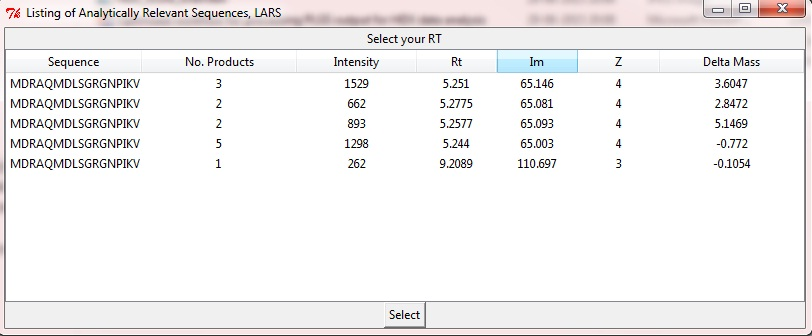 Listing of Analytically Relevant Sequences, LARS
Select your RT
Sequence No. Products Intensity Rt Im Z Delta Mass
MDRAQMDLSGRGNPIKV 3 1529 5.251 65.146 4 3.6047
MDRAQMDLSGRGNPIKV 2 662 5.2775 65.081 4 2.8472
MDRAQMDLSGRGNPIKV 2 893 5.2577 65.093 4 5.1469
MDRAQMDLSGRGNPIKV 5 1298 5.244 65.003 4 -0.772
MDRAQMDLSGRGNPIKV 1 262 9.2089 110.697 3 -0.1054
Select